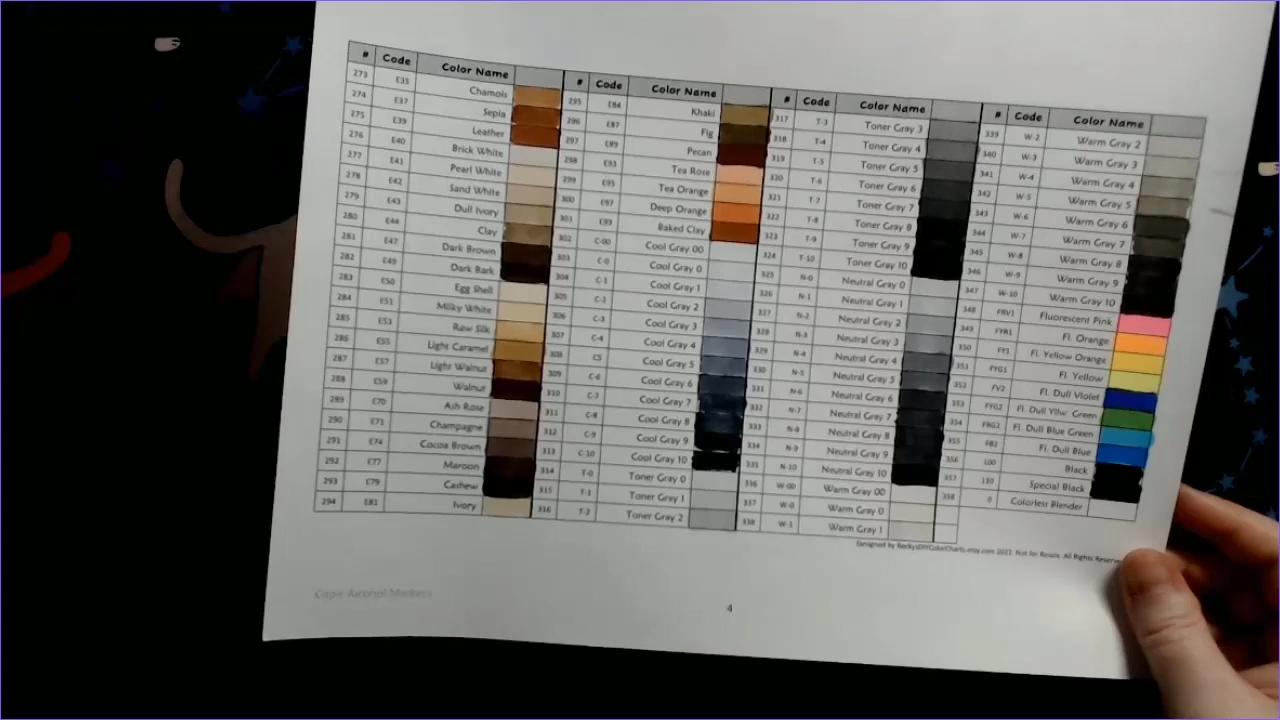 # Code Color Name
273 E35 Chamois
274 E37 Sepia
275 E39 Leather
276 E40 Brick White
277 E41 Pearl White
278 E42 Sand White
279 E43 Dull Ivory
280 E44 Clay
281 E47 Dark Brown
282 E49 Dark Bark
283 E50 Egg Shell
284 E51 Milky White
285 E53 Raw Silk
286 E55 Light Caramel
287 E57 Light Walnut
288 E59 Walnut
289 E70 Ash Rose
290 E71 Champagne
291 E74 Cocoa Brown
292 E77 Maroon
293 E79 Cashew
294 E81 Ivory
# Code Color Name
295 E84 Khaki
296 E87 Fig
297 E89 Pecan
298 E93 Tea Rose
299 E95 Tea Orange
300 E97 Deep Orange
301 E99 Baked Clay
302 C-00 Cool Gray 00
303 C-0 Cool Gray 0
304 C-1 Cool Gray 1
305 C-2 Cool Gray 2
306 C-3 Cool Gray 3
307 C-4 Cool Gray 4
308 C5 Cool Gray 5
309 C-6 Cool Gray 6
310 C-7 Cool Gray 7
311 C-8 Cool Gray 8
312 C-9 Cool Gray 9
313 C-10 Cool Gray 10
314 T-0 Toner Gray 0
315 T-1 Toner Gray 1
316 T-2 Toner Gray 2
# Code Color Name
317 T-3 Toner Gray 3
318 T-4 Toner Gray 4
319 T-5 Toner Gray 5
320 T-6 Toner Gray 6
321 T-7 Toner Gray 7
322 T-8 Toner Gray 8
323 T-9 Toner Gray 9
324 T-10 Toner Gray 10
325 N-0 Neutral Gray 0
326 N-1 Neutral Gray 1
327 N-2 Neutral Gray 2
328 N-3 Neutral Gray 3
329 N-4 Neutral Gray 4
330 N-5 Neutral Gray 5
331 N-6 Neutral Gray 6
332 N-7 Neutral Gray 7
333 N-8 Neutral Gray 8
334 N-9 Neutral Gray 9
335 N-10 Neutral Gray 10
336 W-00 Warm Gray 00
337 W-0 Warm Gray 0
338 W-1 Warm Gray 1
# Code Color Name
339 W-2 Warm Gray 2
340 W-3 Warm Gray 3
341 W-4 Warm Gray 4
342 W-5 Warm Gray 5
343 W-6 Warm Gray 6
344 W-7 Warm Gray 7
345 W-8 Warm Gray 8
346 W-9 Warm Gray 9
347 W-10 Warm Gray 10
348 FRV1 Fluorescent Pink
349 FYR1 Fl. Orange
350 FY1 Fl. Yellow Orange
351 FYG1 Fl. Yellow
352 FV2 Fl. Dull Violet
353 FYG2 Fl. Dull Yllw Green
354 FBG2 Fl. Dull Blue Green
355 FB2 Fl. Dull Blue
356 100 Black
357 110 Special Black
358 0 Colorless Blender
Designed by RockysDIYColorCharts.etsy.com 2022. Not for Resale. All Rights
Alcohol Markers
4